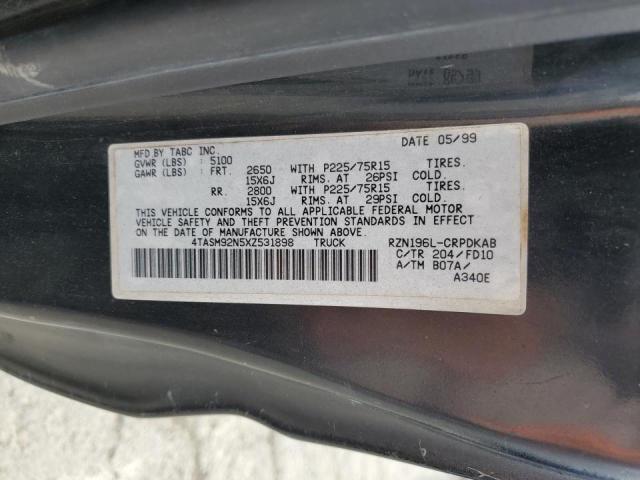 DATE 05/99
MFD BY TABC INC.
GVWR (LBS) : 5100
GAWR (LBS) : FRT. 2650 WITH P225/75R15 TIRES.
15X6J RIMS. AT 26PSI COLD.
RR. 2800 WITH P225/75R15 TIRES.
15X6J RIMS. AT 29PSI COLD.
THIS VEHICLE CONFORMS TO ALL APPLICABLE FEDERAL MOTOR
VEHICLE SAFETY AND THEFT PREVENTION STANDARDS IN EFFECT
ON THE DATE OF MANUFACTURE SHOWN ABOVE.
4TASM92N5XZ531898 TRUCK RZN196L-CRPDKAB
C/TR 204/FD10
A/TM B07A/
A340E